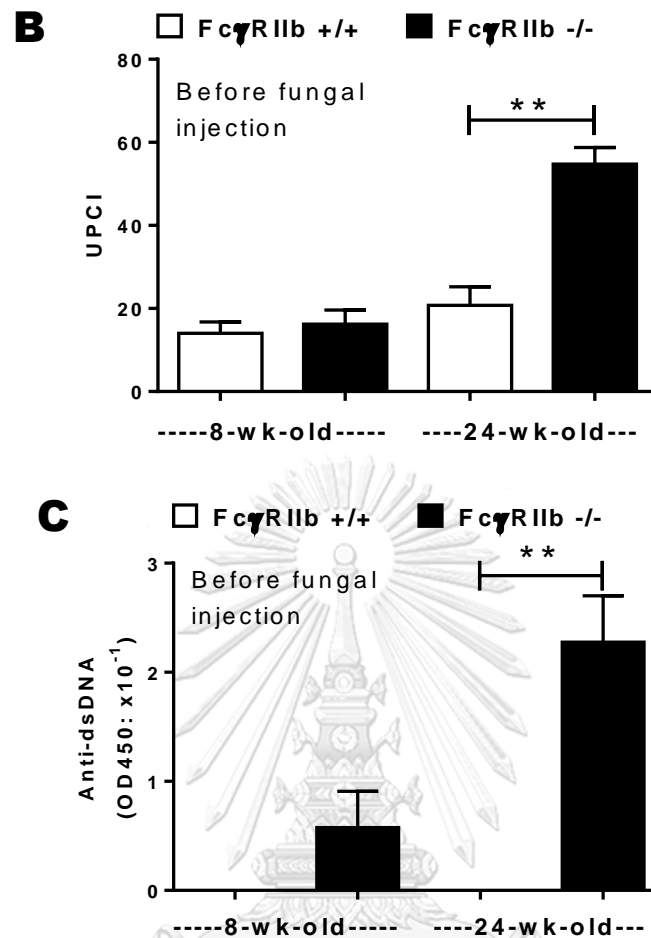 B
FcγRIIb +/+ FcγRIIb -/-
80
Before fungal
injection
**
60
40
20
0
UPCI
-----8-wk-old----- ----24-wk-old---
C
FcγRIIb +/+ FcγRIIb -/-
**
3
Before fungal
injection
2
1
0
Anti-dsDNA
(OD450: x10⁻¹)
-----8-wk-old----- ----24-wk-old---